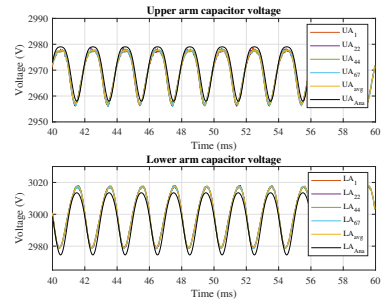 Upper arm capacitor voltage
2990
2980
2970
2960
2950
Voltage (V)
40 42 44 46 48 50 52 54 56 58 60
Time (ms)
UA1
UA22
UA44
UA67
UAavg
UAAna
Lower arm capacitor voltage
3020
3000
2980
Voltage (V)
40 42 44 46 48 50 52 54 56 58 60
Time (ms)
LA1
LA22
LA44
LA67
LAavg
LAAna